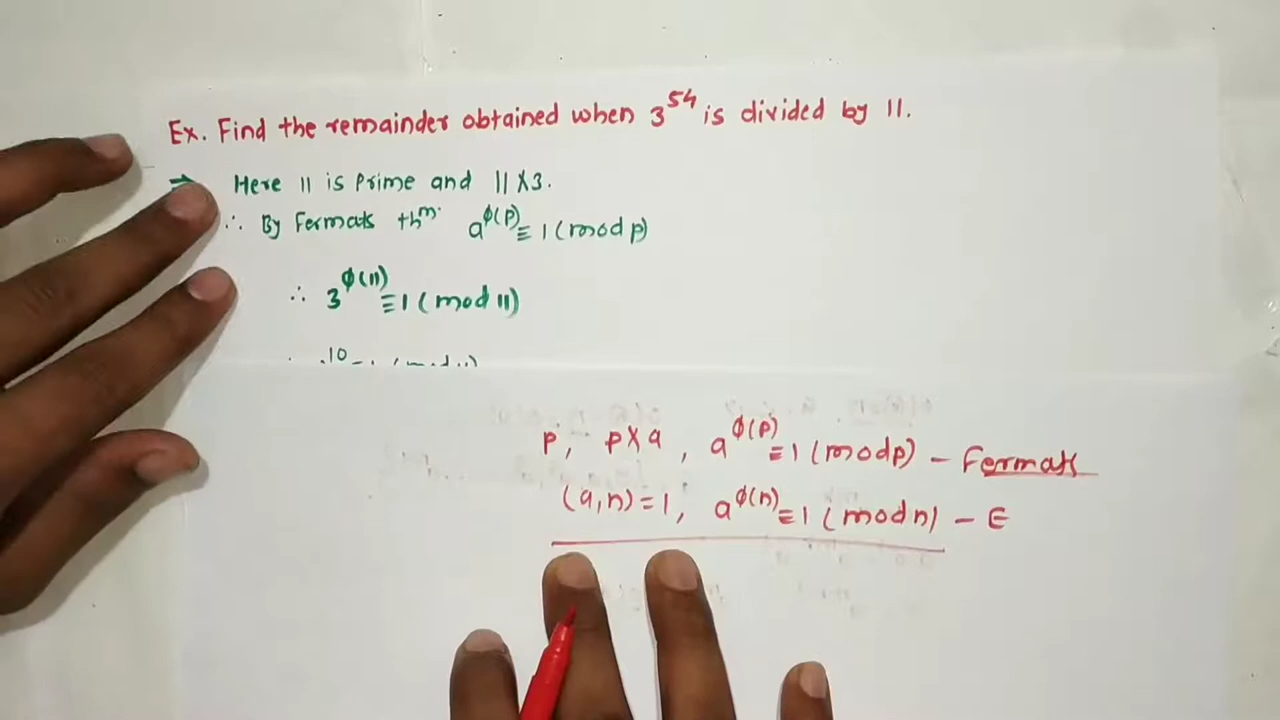 Ex. Find the remainder obtained when 3^54 is divided by 11.
⇒ Here 11 is prime and 11∤3.
∴ By Fermats thm. a^ϕ(p) ≡ 1 (mod p)
∴ 3^ϕ(11) ≡ 1 (mod 11)
p, p∤a, a^ϕ(p) ≡ 1 (mod p) - Fermats
(a,n)=1, a^ϕ(n) ≡ 1 (mod n) - E